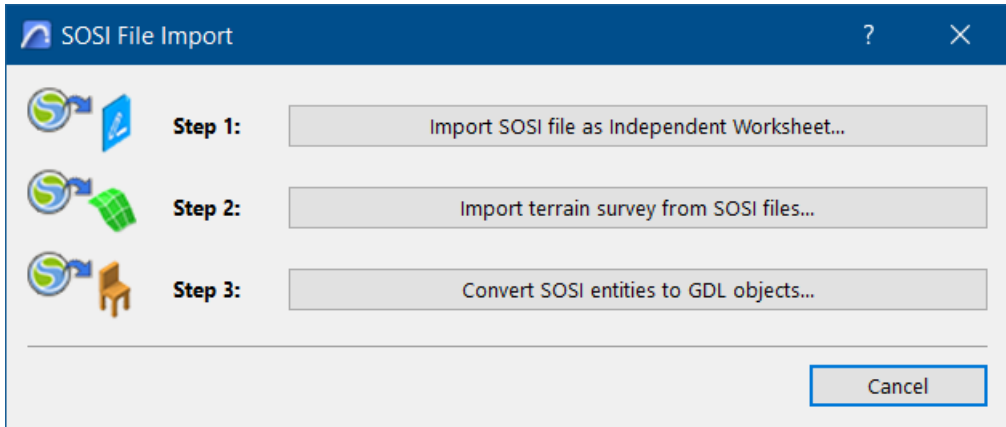 SOSI File Import
?
Step 1: Import SOSI file as Independent Worksheet...
Step 2: Import terrain survey from SOSI files...
Step 3: Convert SOSI entities to GDL objects...
Cancel